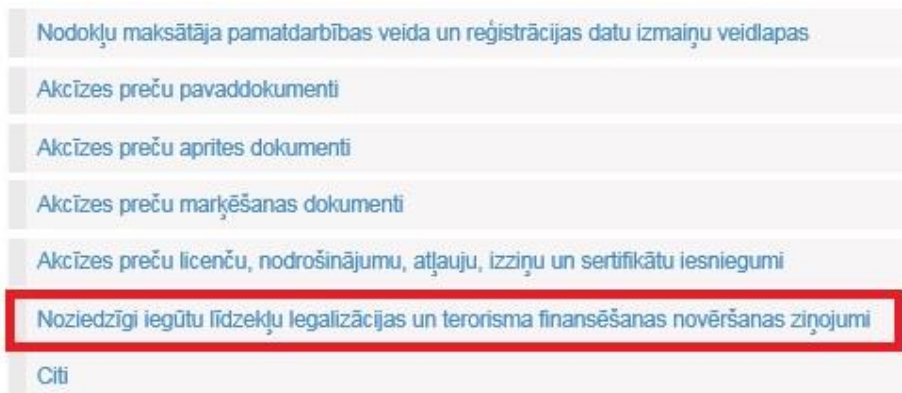 Nodokļu maksātāja pamatdarbības veida un reģistrācijas datu izmaiņu veidlapas
Akcīzes preču pavaddokumenti
Akcīzes preču aprites dokumenti
Akcīzes preču marķēšanas dokumenti
Akcīzes preču licenču, nodrošinājumu, atļauju, izziņu un sertifikātu iesniegumi
Noziedzīgi iegūtu līdzekļu legalizācijas un terorisma finansēšanas novēršanas ziņojumi
Citi